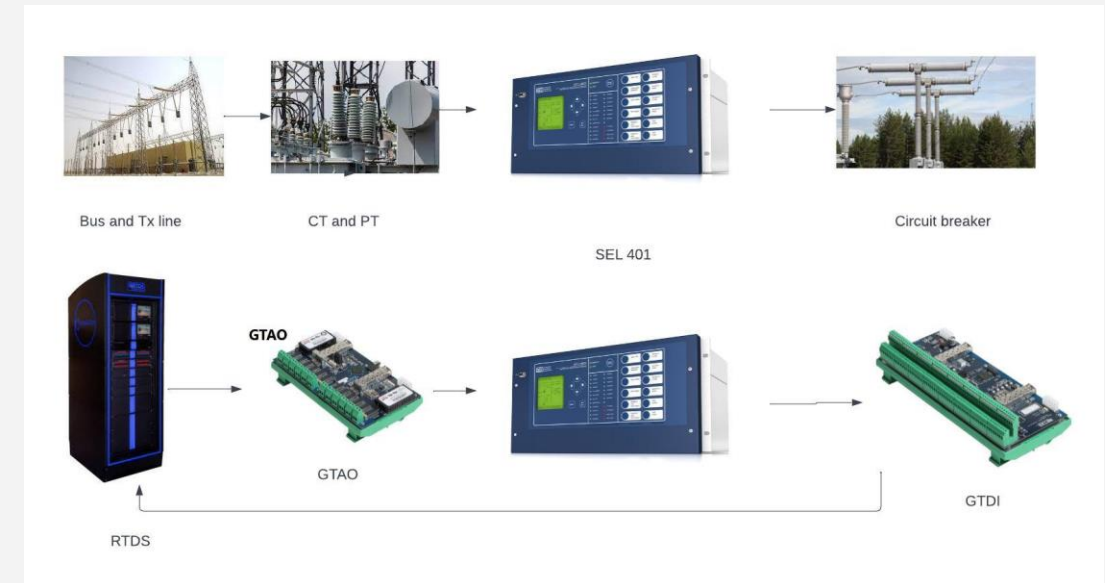 Bus and Tx line
CT and PT
SEL 401
Circuit breaker
GTAO
GTAO
GTDI
RTDS